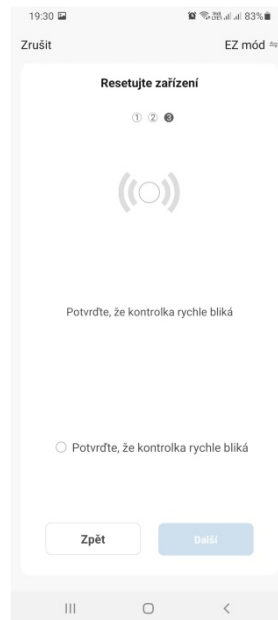 19:30 83%
Zrušit EZ mód
Resetujte zařízení
① ② ❸
Potvrďte, že kontrolka rychle bliká
Potvrďte, že kontrolka rychle bliká
Zpět Další